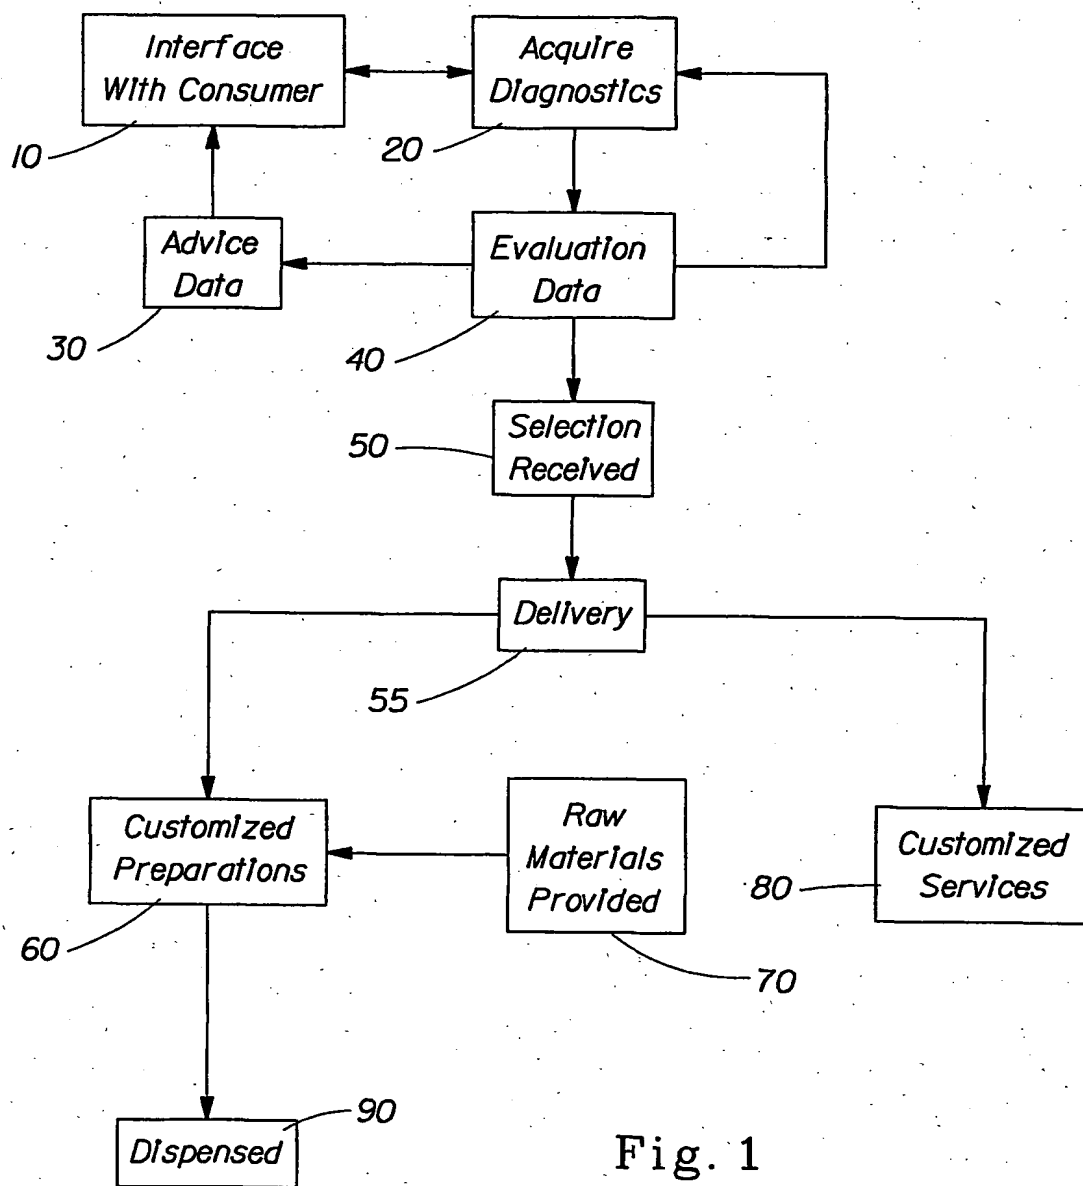 Interface
With Consumer
10
Acquire
Diagnostics
20
Advice
Data
30
Evaluation
Data
40
Selection
Received
50
Delivery
55
Customized
Preparations
60
Raw
Materials
Provided
70
Customized
Services
80
Dispensed
90
Fig. 1